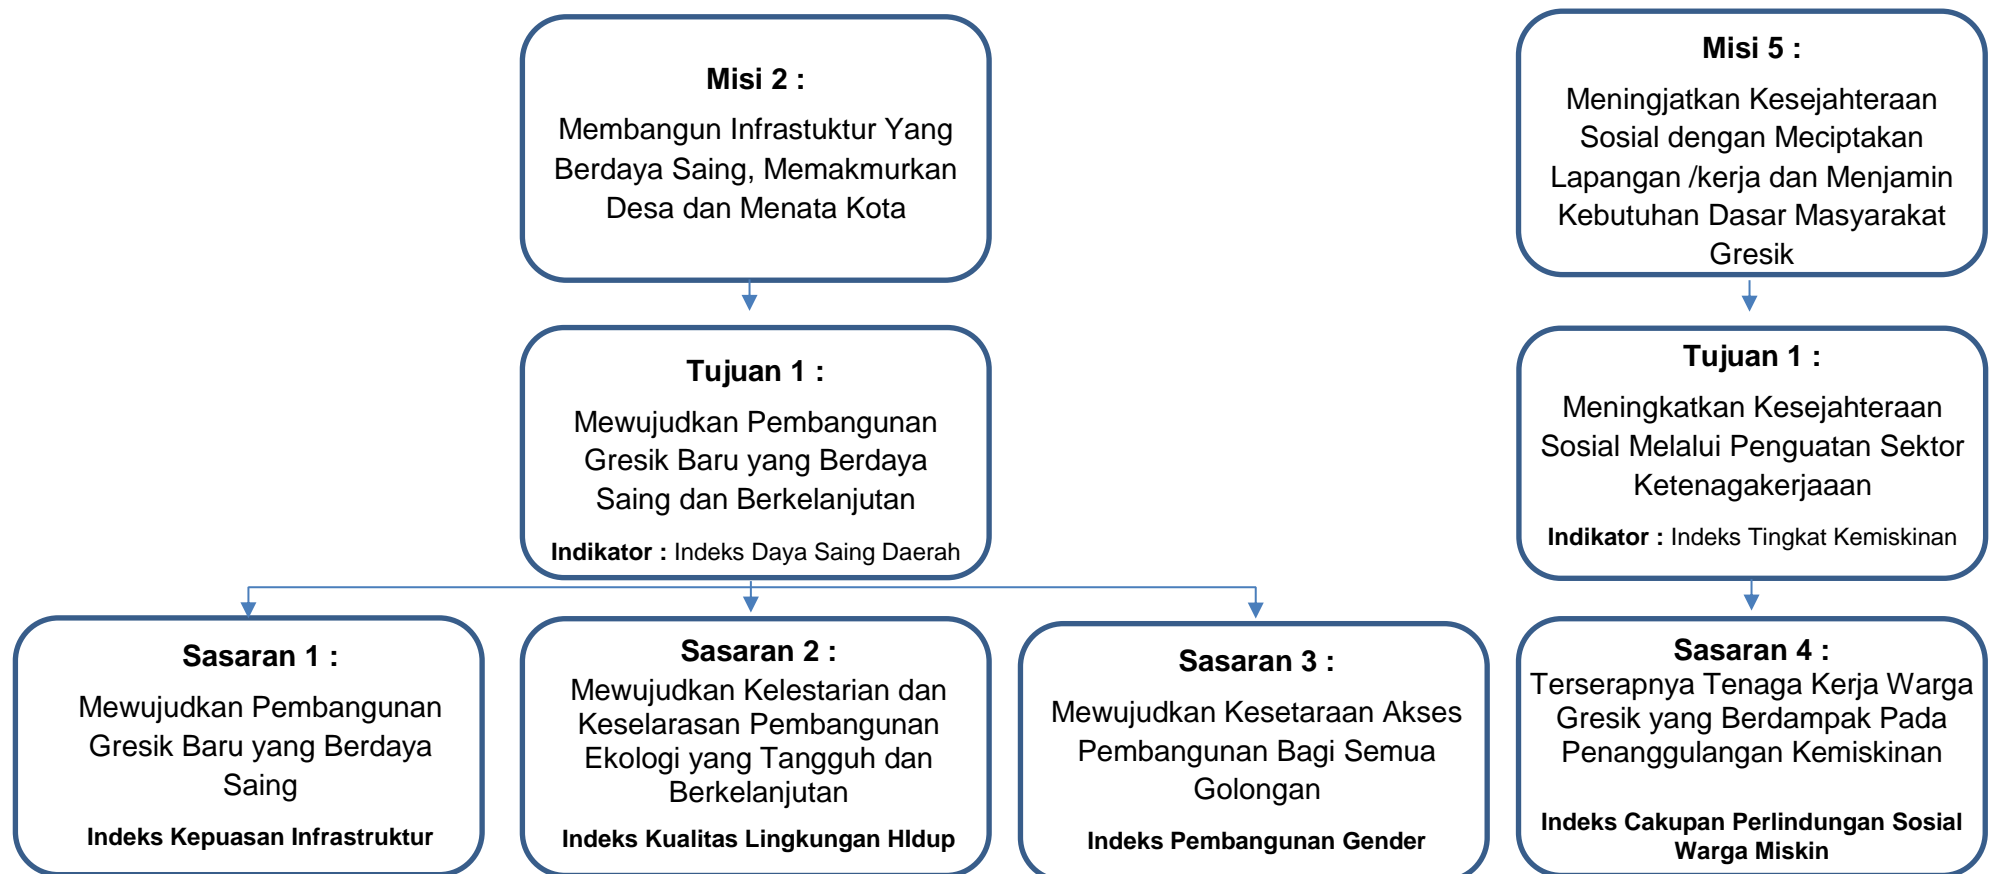 Misi 2 :
Membangun Infrastuktur Yang
Berdaya Saing, Memakmurkan
Desa dan Menata Kota
Misi 5 :
Meningjatkan Kesejahteraan
Sosial dengan Meciptakan
Lapangan /kerja dan Menjamin
Kebutuhan Dasar Masyarakat
Gresik
Tujuan 1 :
Mewujudkan Pembangunan
Gresik Baru yang Berdaya
Saing dan Berkelanjutan
Indikator : Indeks Daya Saing Daerah
Tujuan 1 :
Meningkatkan Kesejahteraan
Sosial Melalui Penguatan Sektor
Ketenagakerjaaan
Indikator : Indeks Tingkat Kemiskinan
Sasaran 1 :
Mewujudkan Pembangunan
Gresik Baru yang Berdaya
Saing
Indeks Kepuasan Infrastruktur
Sasaran 2 :
Mewujudkan Kelestarian dan
Keselarasan Pembangunan
Ekologi yang Tangguh dan
Berkelanjutan
Indeks Kualitas Lingkungan HIdup
Sasaran 3 :
Mewujudkan Kesetaraan Akses
Pembangunan Bagi Semua
Golongan
Indeks Pembangunan Gender
Sasaran 4 :
Terserapnya Tenaga Kerja Warga
Gresik yang Berdampak Pada
Penanggulangan Kemiskinan
Indeks Cakupan Perlindungan Sosial
Warga Miskin